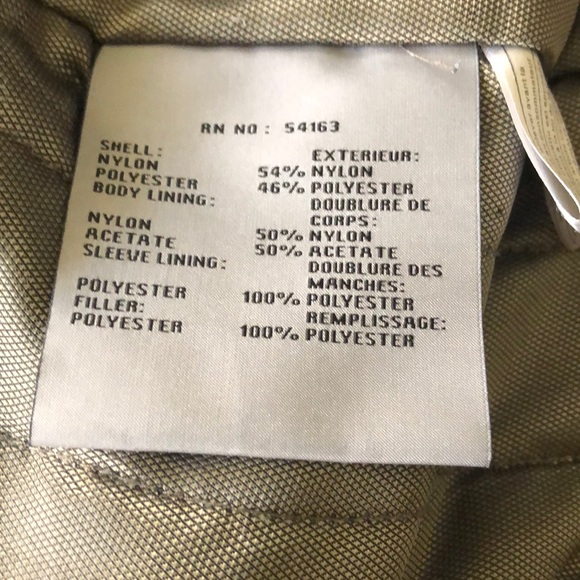 RN NO: 54163
SHELL:
NYLON 54%
POLYESTER 46%
BODY LINING:
NYLON 50%
ACETATE 50%
SLEEVE LINING:
POLYESTER 100%
FILLER:
POLYESTER 100%
EXTERIEUR:
NYLON
POLYESTER
DOUBLURE DE
CORPS:
NYLON
ACETATE
DOUBLURE DES
MANCHES:
POLYESTER
REMPLISSAGE:
POLYESTER